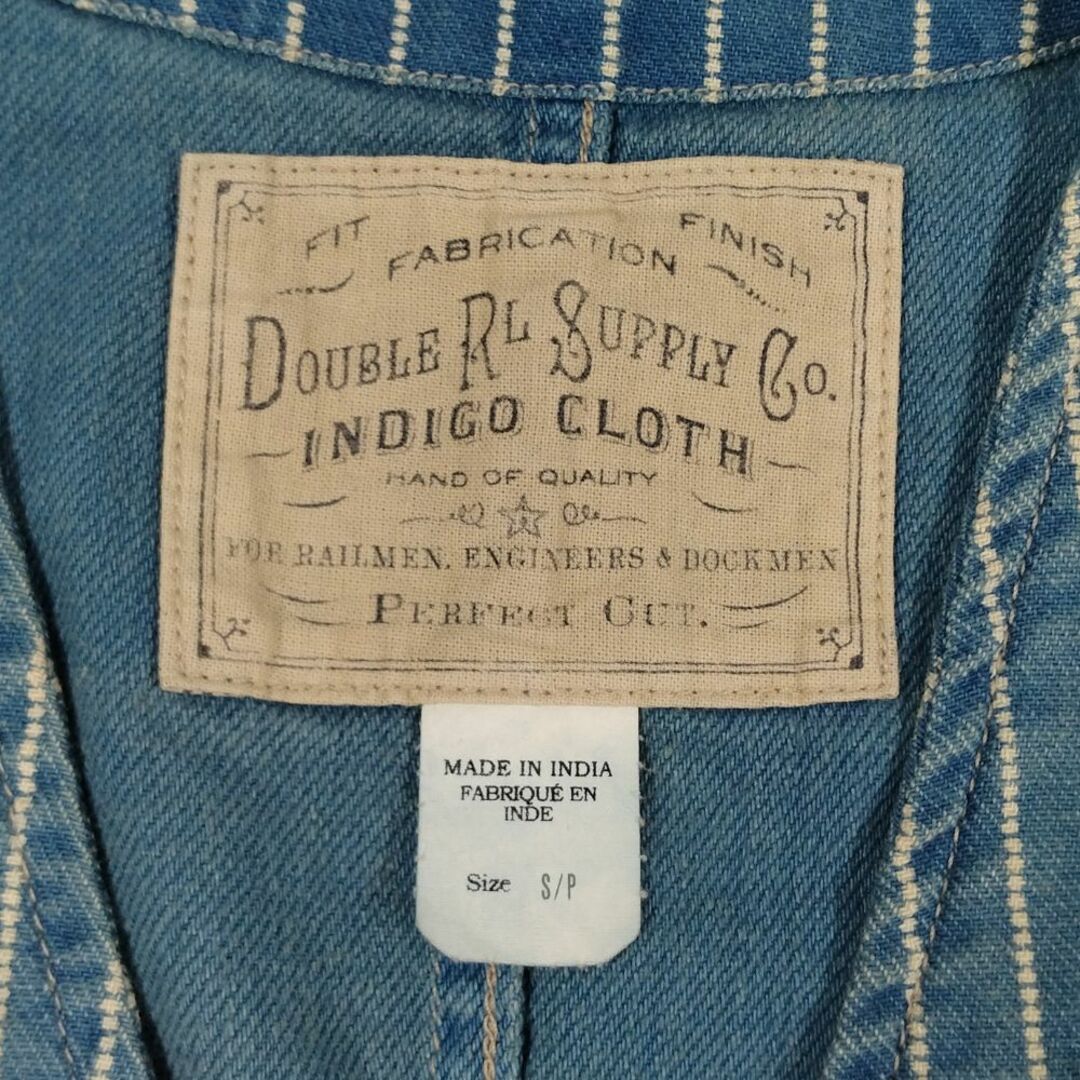 FIT FABRICATION FINISH
DOUBLE RL SUPPLY CO.
INDIGO CLOTH
HAND OF QUALITY
FOR RAILMEN, ENGINEERS & DOCKMEN
PERFECT CUT.
MADE IN INDIA
FABRIQUÉ EN
INDE
Size S/P